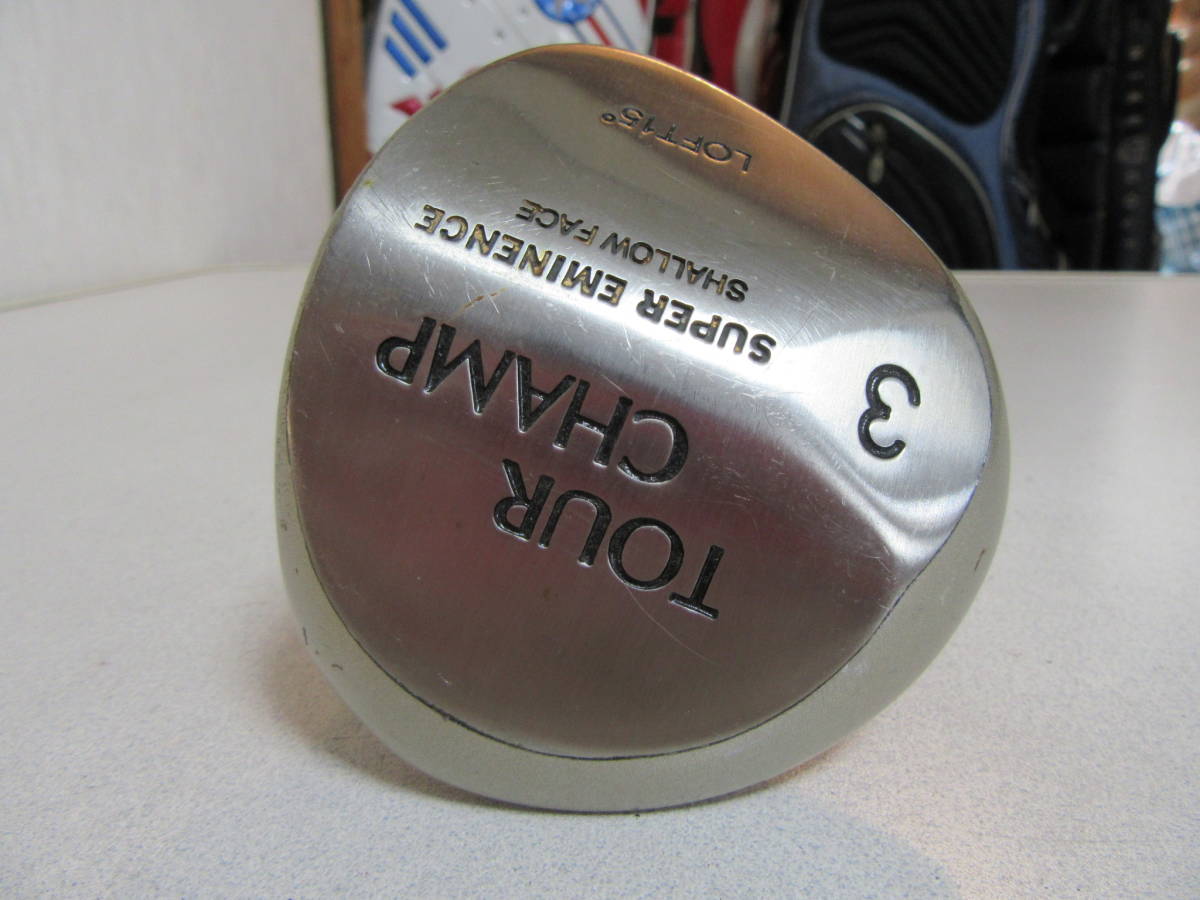 TOUR
CHAMP
3
SUPER EMINENCE
SHALLOW FACE
LOFT15°